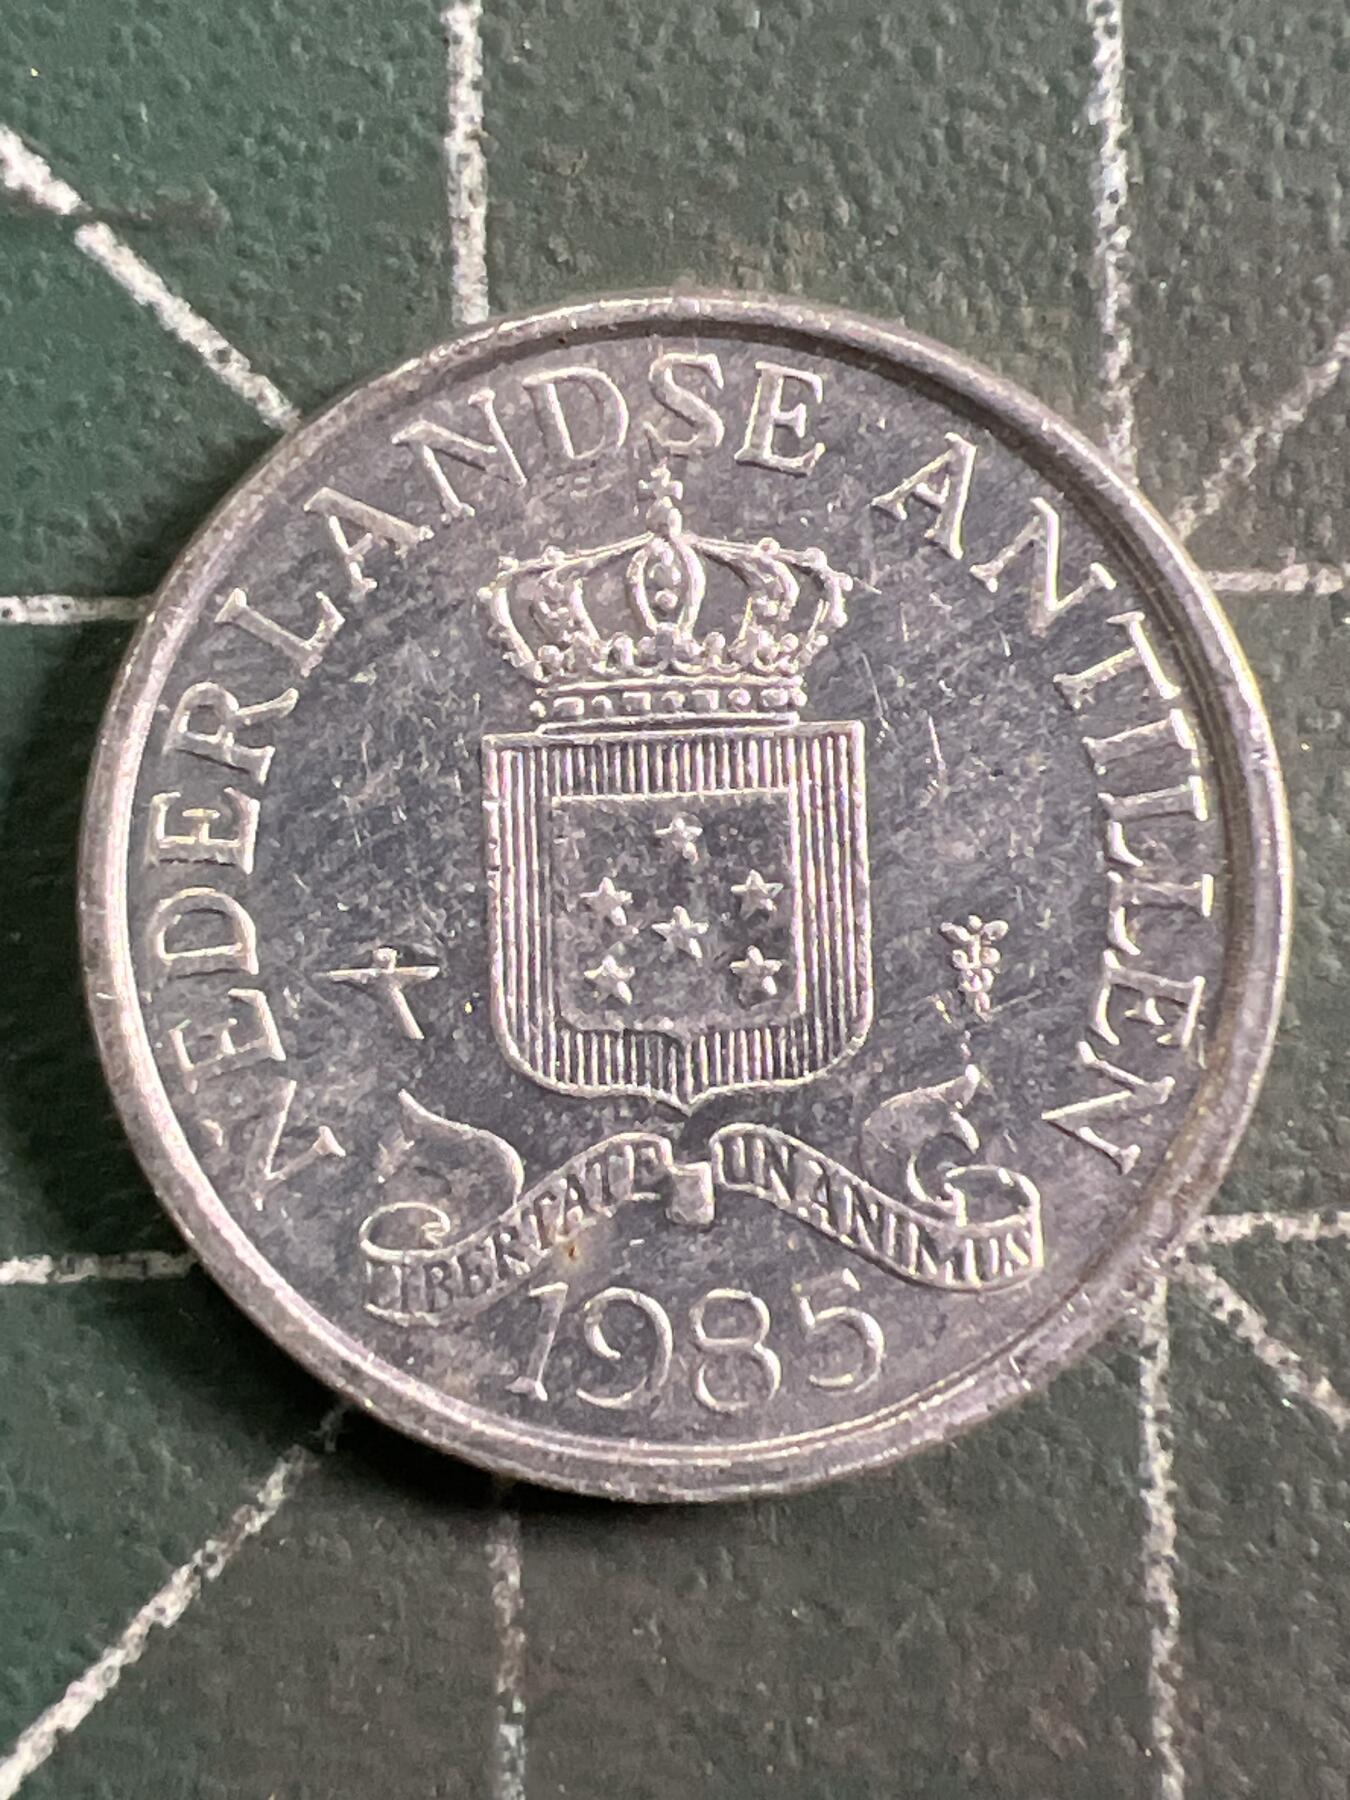 NEDERLANDSE ANTILLEN
LIBERTATE UNANIMUS
1985